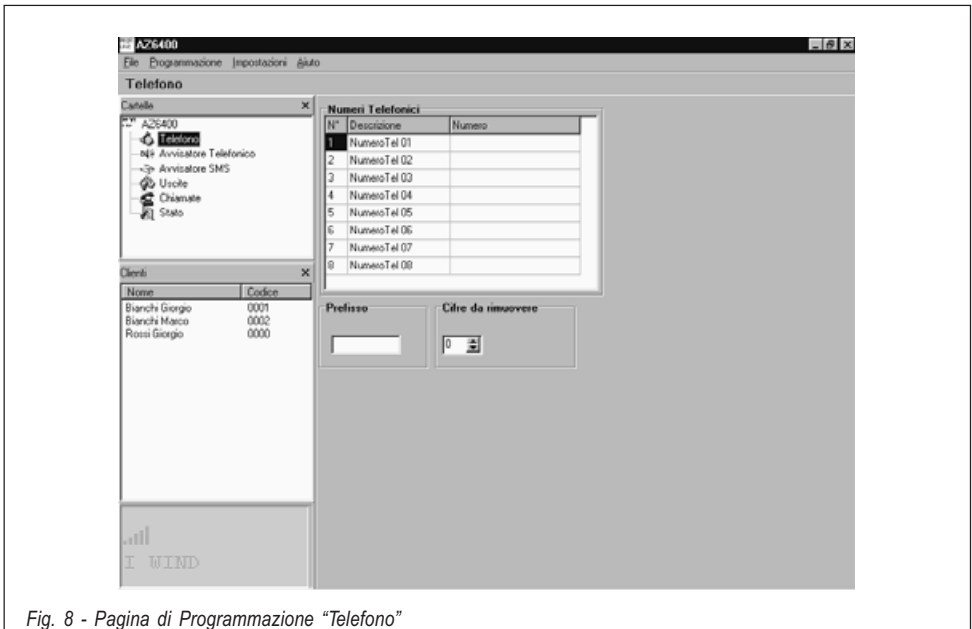 AZ6400
File Programmazione Impostazioni Aiuto
Telefono
Cartelle
AZ6400
Telefono
Avvisatore Telefonico
Avvisatore SMS
Uscite
Chiamate
Stato
Clienti
Nome Codice
Bianchi Giorgio 0001
Bianchi Marco 0002
Rossi Giorgio 0000
I WIND
Numeri Telefonici
N° Descrizione Numero
1 NumeroTel 01
2 NumeroTel 02
3 NumeroTel 03
4 NumeroTel 04
5 NumeroTel 05
6 NumeroTel 06
7 NumeroTel 07
8 NumeroTel 08
Prefisso
Cifre da rimuovere
0
Fig. 8 - Pagina di Programmazione “Telefono”